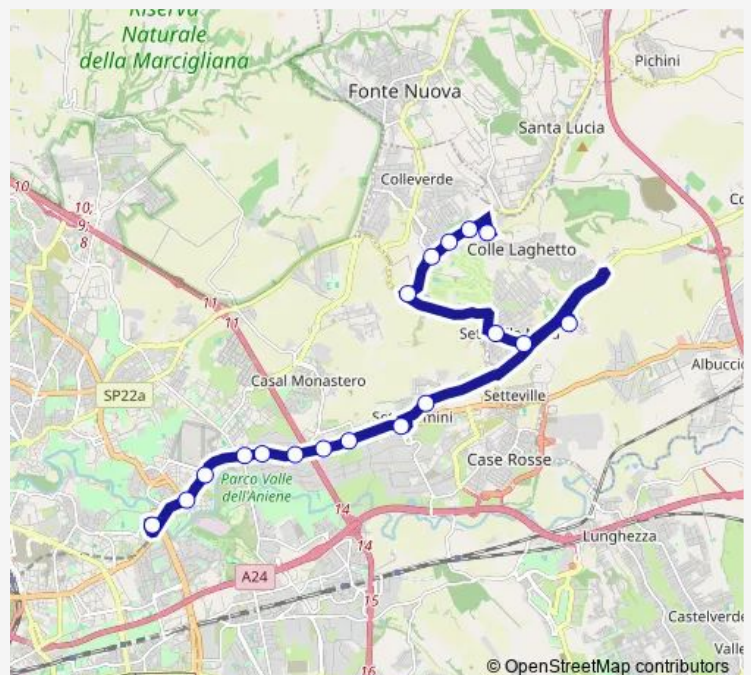 Riserva
Naturale
della Marcigliana
Pichini
Fonte Nuova
Santa Lucia
Colleverde
10
10;
9;
8
Colle Laghetto
11
11
Casal Monastero
SP22a
Albuccio
Setteville
Case Rosse
Parco Valle
dell'Aniene
14
14
Lunghezza
A24
15
Castelverde
16
© OpenStreetMap contributors